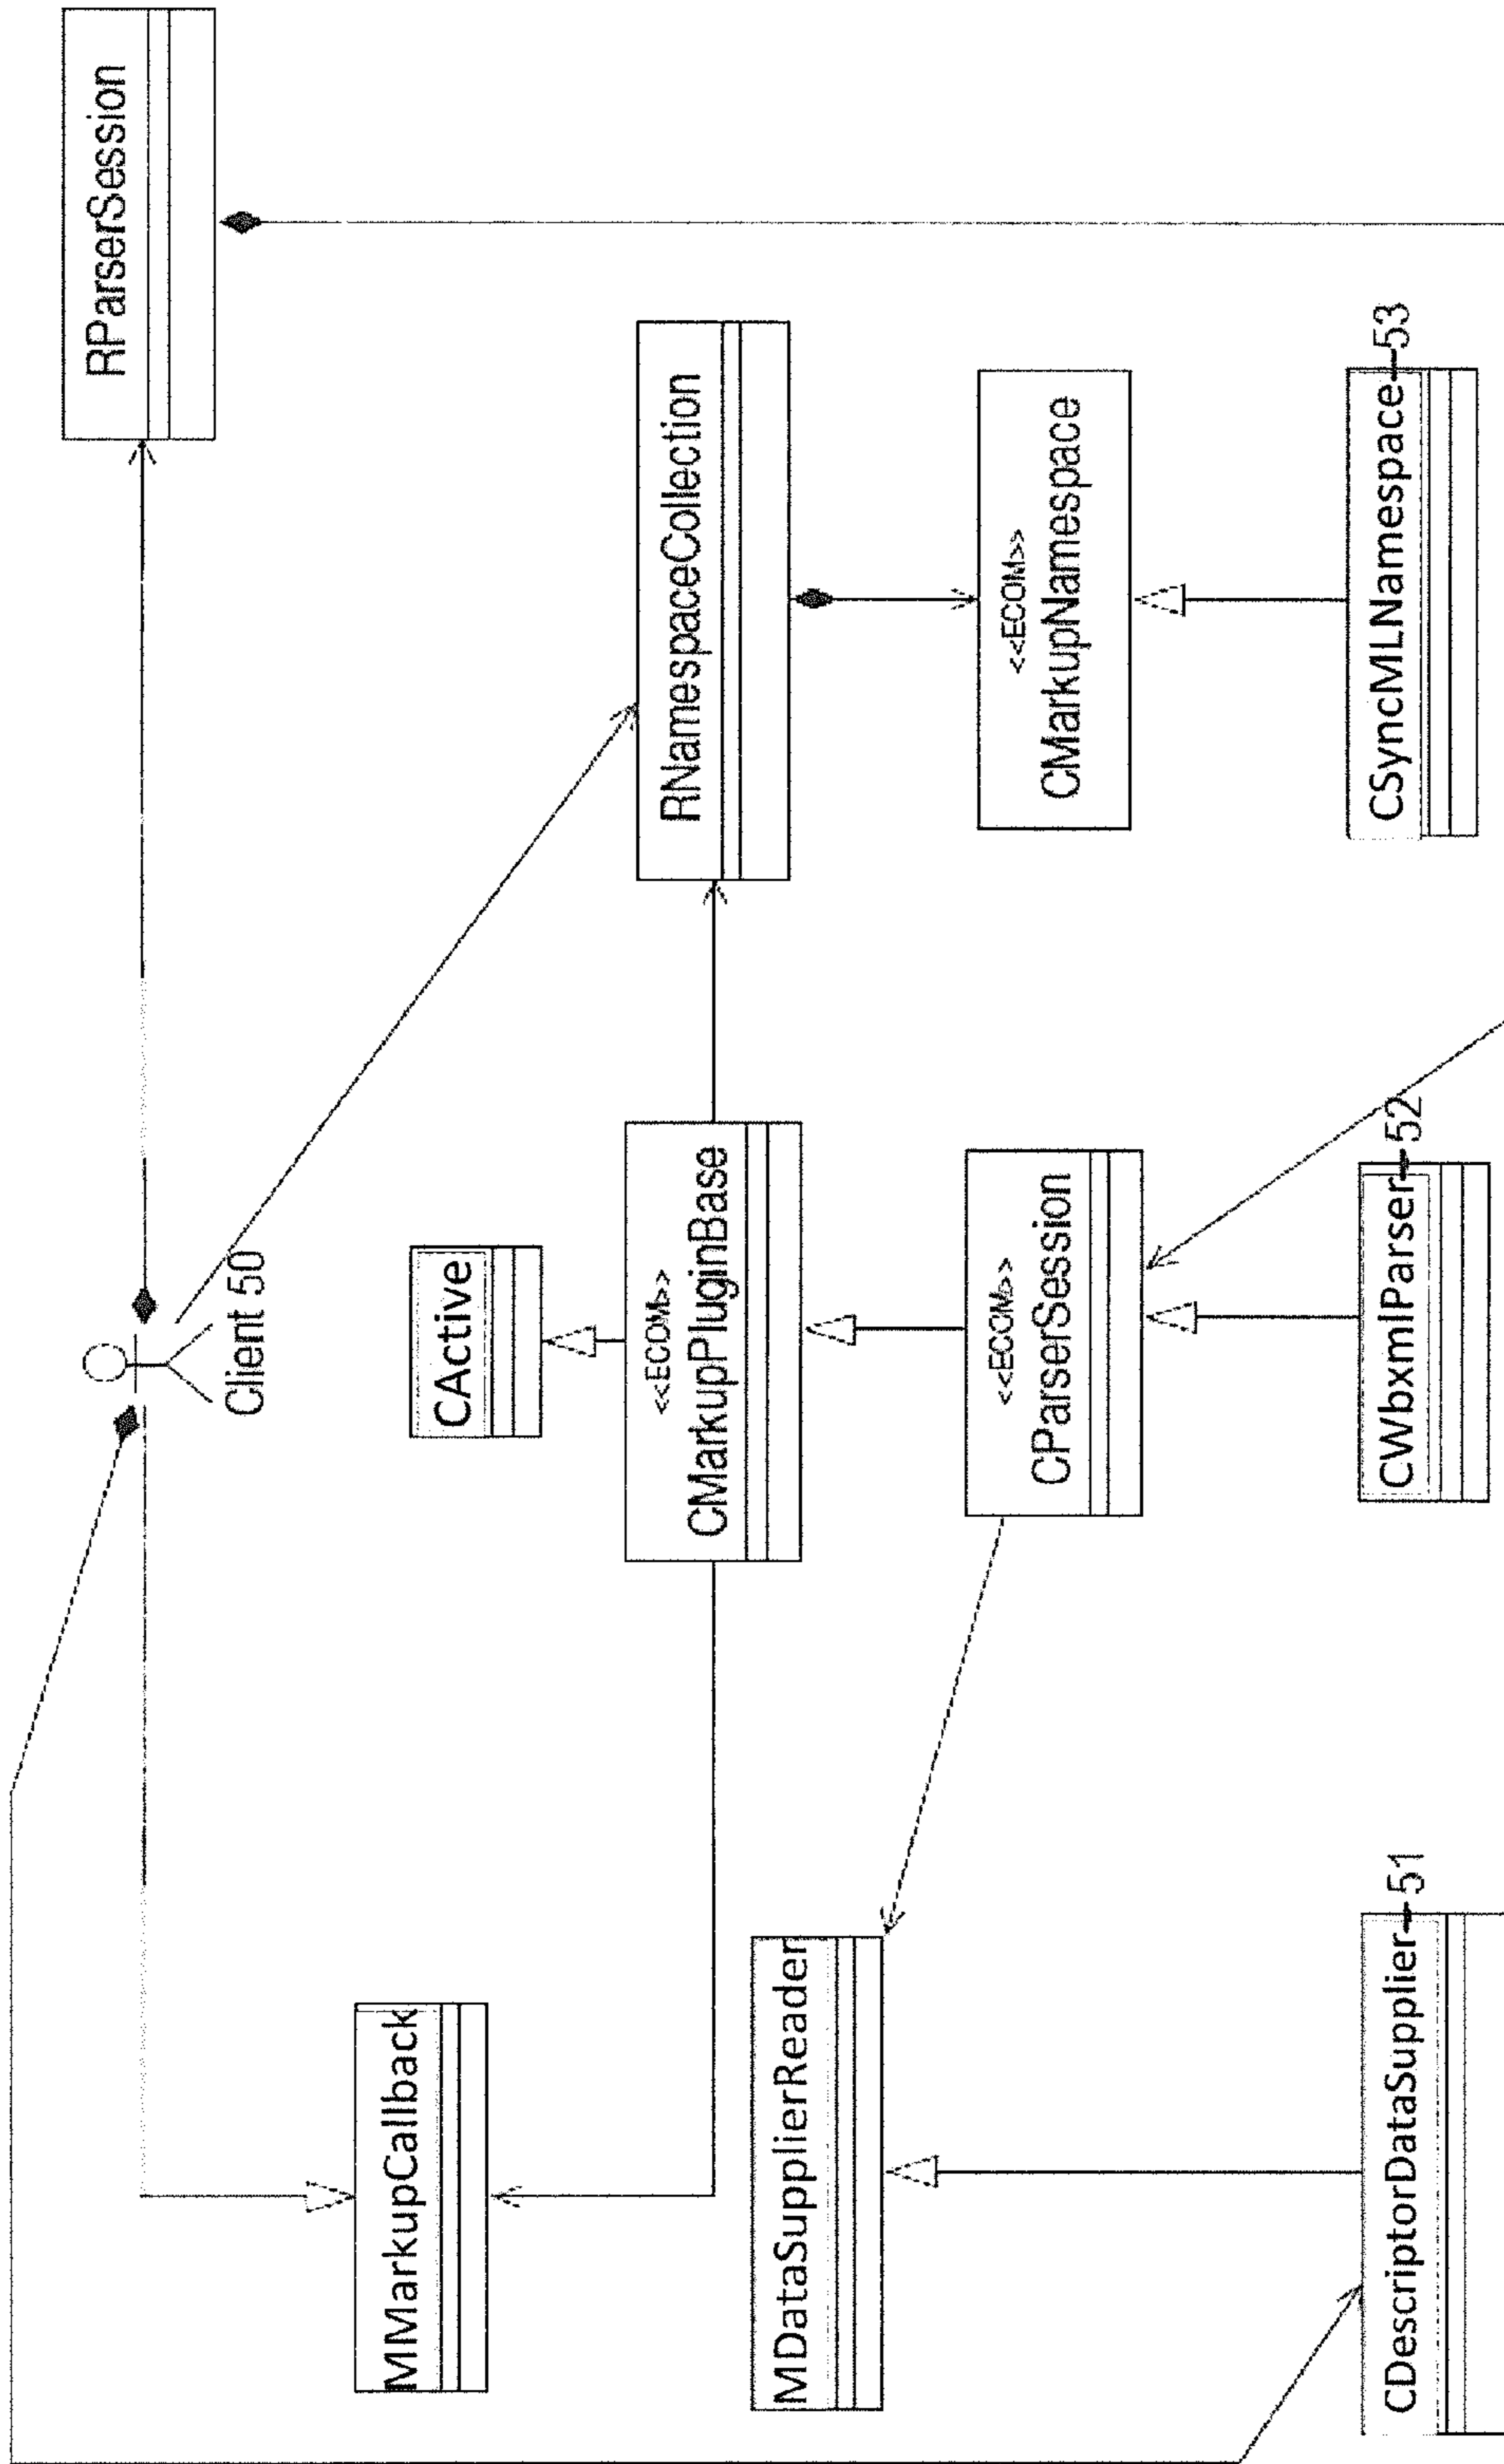 Client 50
RParserSession
MMarkupCallback
CActive
MDataSupplierReader
<<ECOM>>
CMarkupPluginBase
RNamespaceCollection
<<ECOM>>
CParserSession
<<ECOM>>
CMarkupNamespace
CDescriptorDataSupplier 51
CWbxmlParser 52
CSyncMLNamespace 53